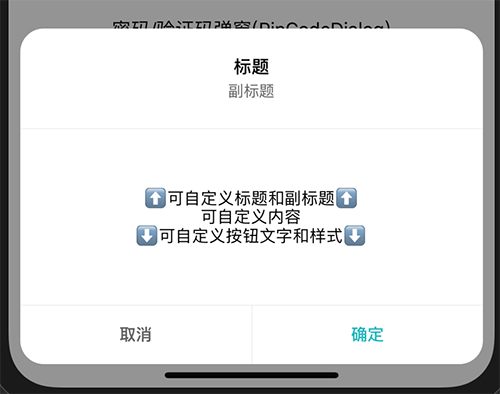 密码/验证码弹窗(PinCodeDialog)
标题
副标题
⬆️可自定义标题和副标题⬆️
可自定义内容
⬇️可自定义按钮文字和样式⬇️
取消
确定